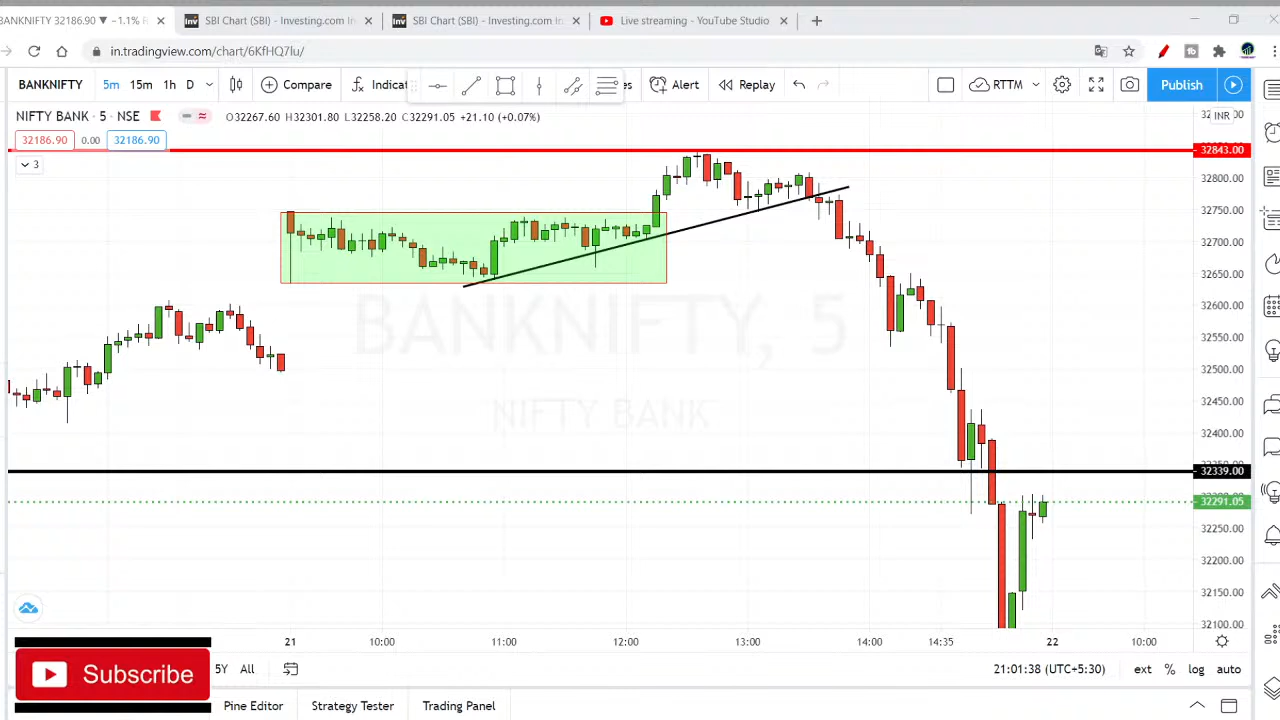 BANKNIFTY 32186.90 ▼ −1.1% R
SBI Chart (SBI) - Investing.com In
SBI Chart (SBI) - Investing.com In
Live streaming - YouTube Studio
in.tradingview.com/chart/6KfHQ7lu/
BANKNIFTY 5m 15m 1h D Compare Indicat es Alert Replay RTTM Publish
NIFTY BANK · 5 · NSE O32267.60 H32301.80 L32258.20 C32291.05 +21.10 (+0.07%)
INR
32186.90 0.00 32186.90
32843.00
3
32800.00
32750.00
32700.00
32650.00
32600.00
BANKNIFTY, 5
32550.00
32500.00
32450.00
NIFTY BANK
32400.00
32339.00
32291.05
32250.00
32200.00
32150.00
32100.00
21 10:00 11:00 12:00 13:00 14:00 14:35 22 10:00
Subscribe
5Y All 21:01:38 (UTC+5:30) ext % log auto
Pine Editor Strategy Tester Trading Panel